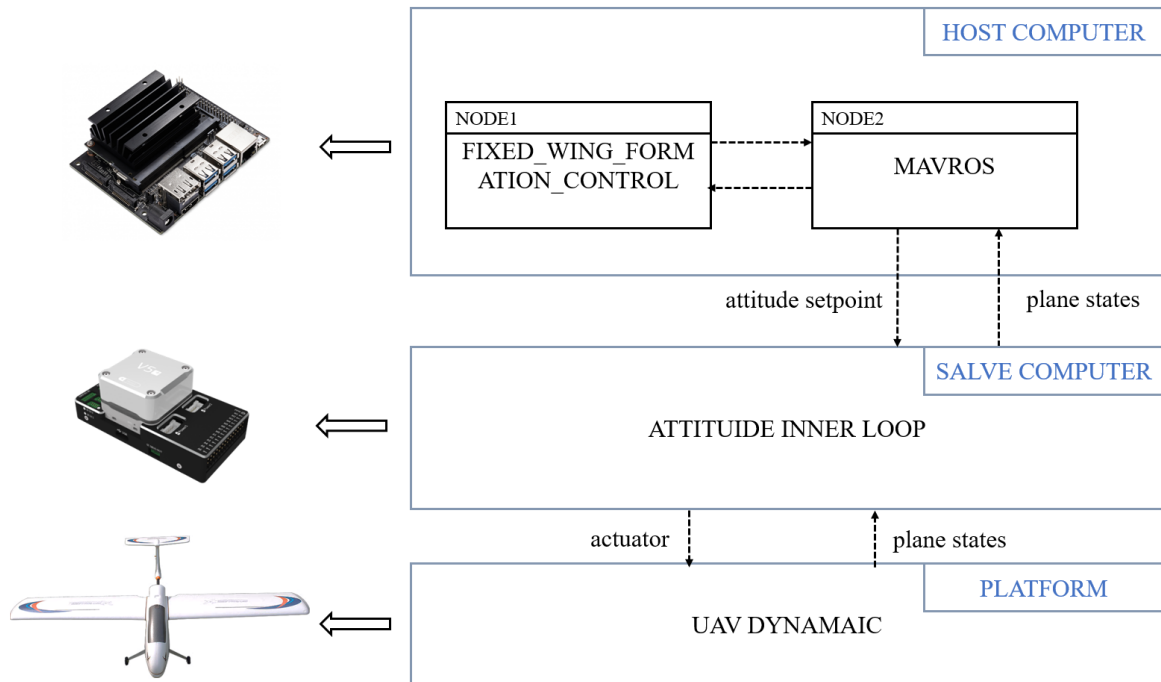 HOST COMPUTER
NODE1
FIXED_WING_FORM
ATION_CONTROL
NODE2
MAVROS
attitude setpoint
plane states
V5+
SALVE COMPUTER
ATTITUIDE INNER LOOP
actuator
plane states
PLATFORM
UAV DYNAMAIC